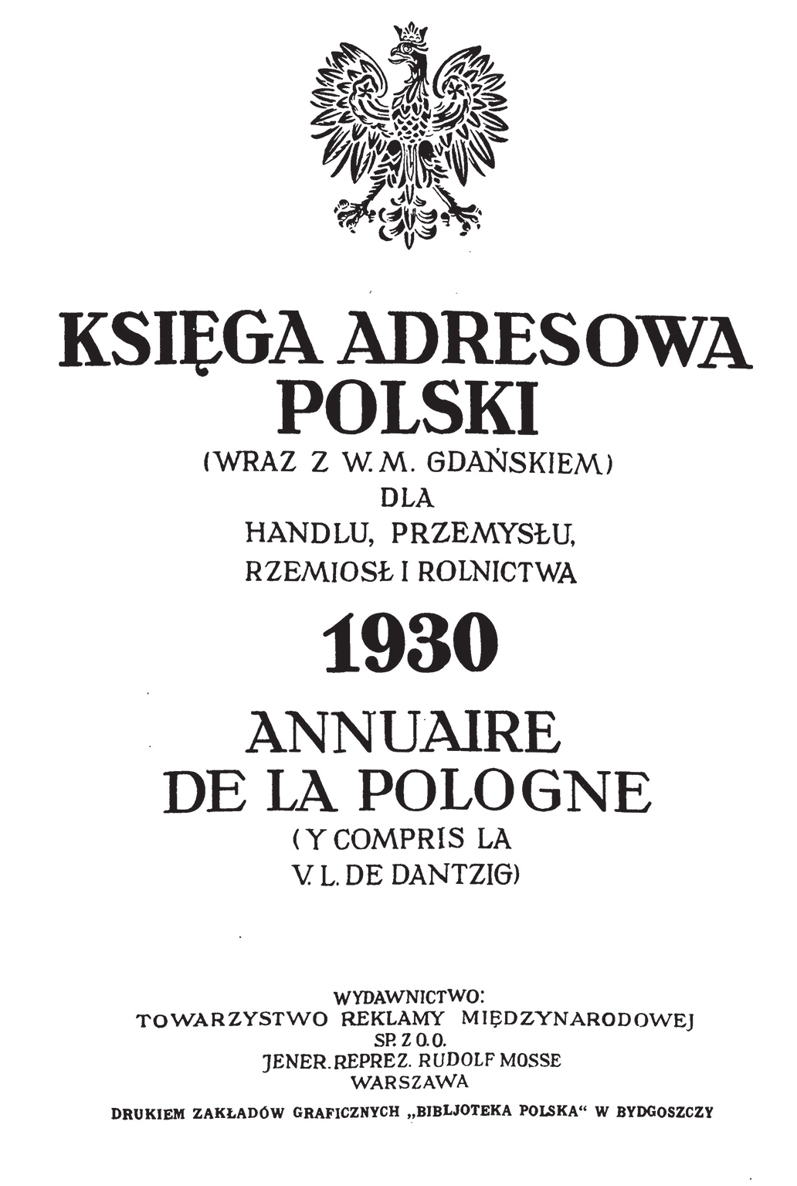 KSIĘGA ADRESOWA
POLSKI
(WRAZ Z W. M. GDAŃSKIEM)
DLA
HANDLU, PRZEMYSŁU,
RZEMIOSŁ I ROLNICTWA
1930
ANNUAIRE
DE LA POLOGNE
(Y COMPRIS LA
V. L. DE DANTZIG)
WYDAWNICTWO:
TOWARZYSTWO REKLAMY MIĘDZYNARODOWEJ
SP. Z O. O.
JENER. REPREZ. RUDOLF MOSSE
WARSZAWA
DRUKIEM ZAKŁADÓW GRAFICZNYCH „BIBLJOTEKA POLSKA“ W BYDGOSZCZY